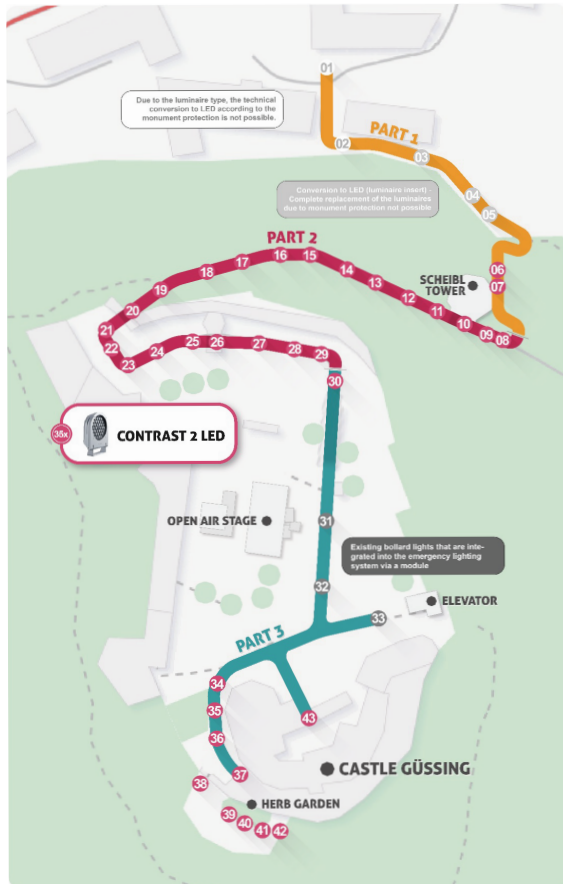 01
Due to the luminaire type, the technical
conversion to LED according to the
monument protection is not possible.
PART 1
02
03
Conversion to LED (luminaire insert) -
Complete replacement of the luminaires
due to monument protection not possible
04
05
PART 2
06
07
SCHEIBL
TOWER
08
09
10
11
12
13
14
15
16
17
18
19
20
21
22
23
24
25
26
27
28
29
30
35x
CONTRAST 2 LED
31
OPEN AIR STAGE
Existing bollard lights that are inte-
grated into the emergency lighting
system via a module
32
33
ELEVATOR
PART 3
34
35
36
37
43
38
CASTLE GÜSSING
HERB GARDEN
39
40
41
42